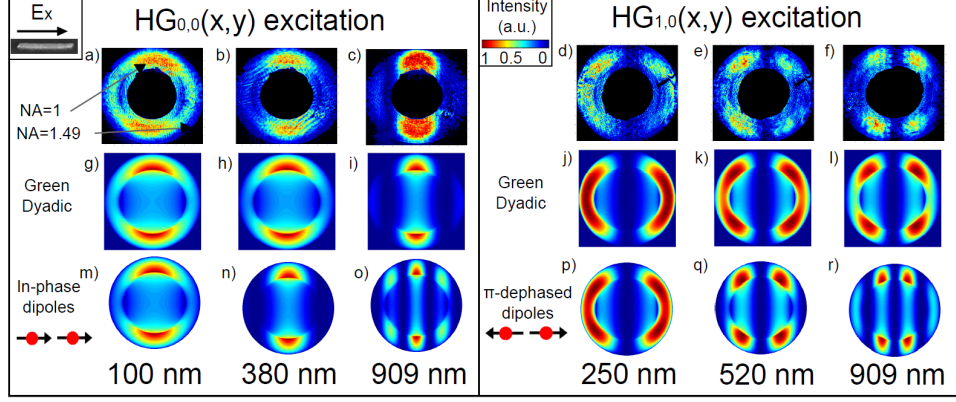 Ex
HG0,0(x,y) excitation
a)
b)
c)
NA=1
NA=1.49
Green
Dyadic
g)
h)
i)
In-phase
dipoles
m)
n)
o)
100 nm
380 nm
909 nm
Intensity
(a.u.)
1 0.5 0
HG1,0(x,y) excitation
d)
e)
f)
Green
Dyadic
j)
k)
l)
π-dephased
dipoles
p)
q)
r)
250 nm
520 nm
909 nm